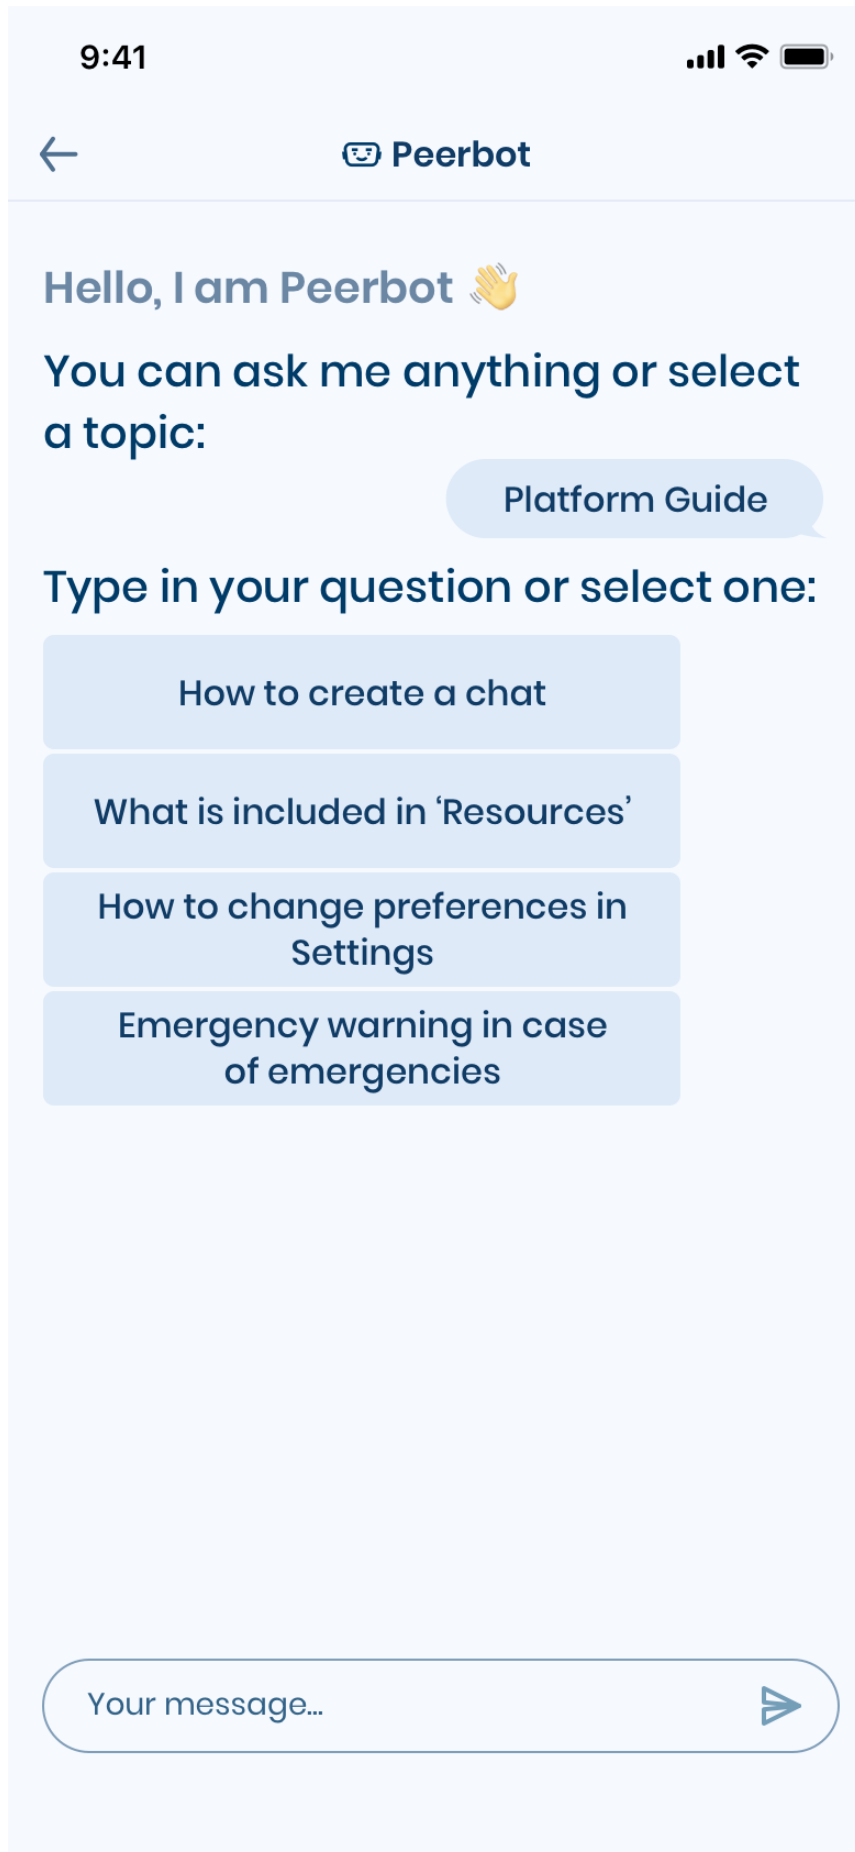 9:41
Peerbot
Hello, I am Peerbot 👋
You can ask me anything or select
a topic:
Platform Guide
Type in your question or select one:
How to create a chat
What is included in ‘Resources’
How to change preferences in
Settings
Emergency warning in case
of emergencies
Your message...